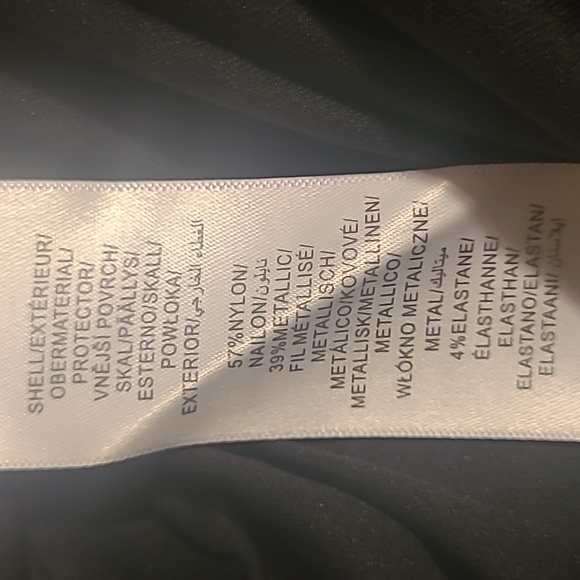 SHELL/EXTÉRIEUR/
OBERMATERIAL/
PROTECTOR/
VNĚJŠÍ POVRCH/
SKAL/PÄÄLLYS/
ESTERNO/SKALL/
POWŁOKA/
EXTERIOR/الغطاء الخارجي
57%NYLON/
NAILON/نايلون
39%METALLIC/
FIL MÉTALLISÉ/
METALLISCH/
METÁLICO/KOVOVÉ/
METALLISK/METALLINEN/
METALLICO/
WŁÓKNO METALICZNE/
METAL/ميتاليك
4%ELASTANE/
ÉLASTHANNE/
ELASTHAN/
ELASTANO/ELASTAN/
ELASTAANI/إيلاستان